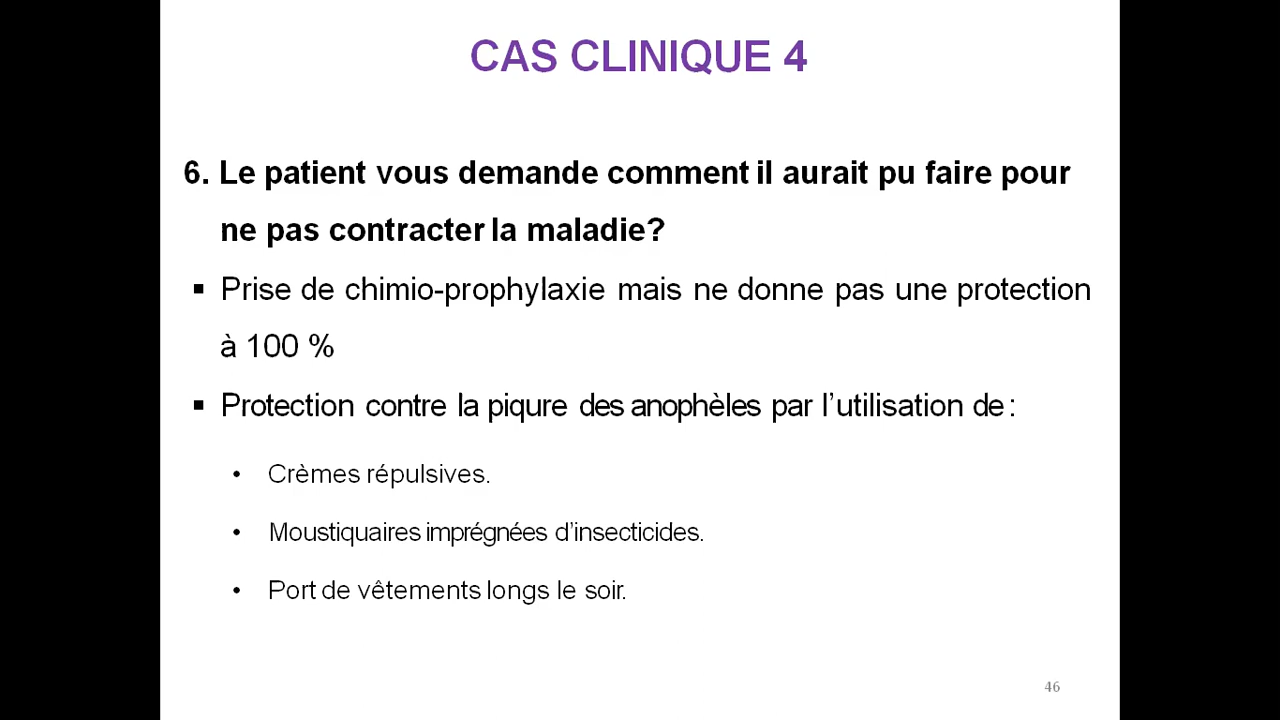 CAS CLINIQUE 4
6. Le patient vous demande comment il aurait pu faire pour
ne pas contracter la maladie?
▪ Prise de chimio-prophylaxie mais ne donne pas une protection
à 100 %
▪ Protection contre la piqure des anophèles par l’utilisation de :
• Crèmes répulsives.
• Moustiquaires imprégnées d’insecticides.
• Port de vêtements longs le soir.
46